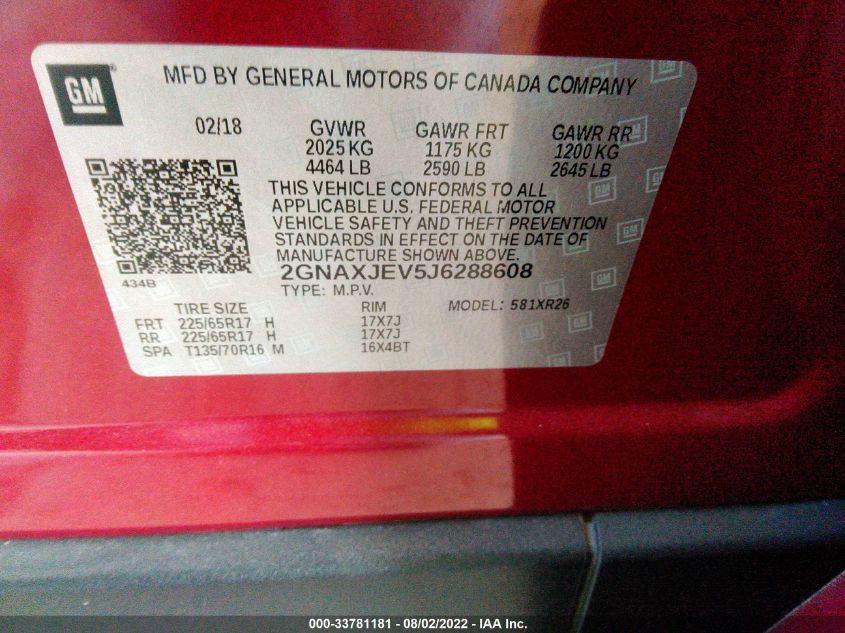 GM
MFD BY GENERAL MOTORS OF CANADA COMPANY
02/18 GVWR GAWR FRT GAWR RR
2025 KG 1175 KG 1200 KG
4464 LB 2590 LB 2645 LB
THIS VEHICLE CONFORMS TO ALL
APPLICABLE U.S. FEDERAL MOTOR
VEHICLE SAFETY AND THEFT PREVENTION
STANDARDS IN EFFECT ON THE DATE OF
MANUFACTURE SHOWN ABOVE.
2GNAXJEV5J6288608
434B
TYPE: M.P.V.
TIRE SIZE RIM MODEL: 581XR26
FRT 225/65R17 H 17X7J
RR 225/65R17 H 17X7J
SPA T135/70R16 M 16X4BT
000-33781181 - 08/02/2022 - IAA Inc.